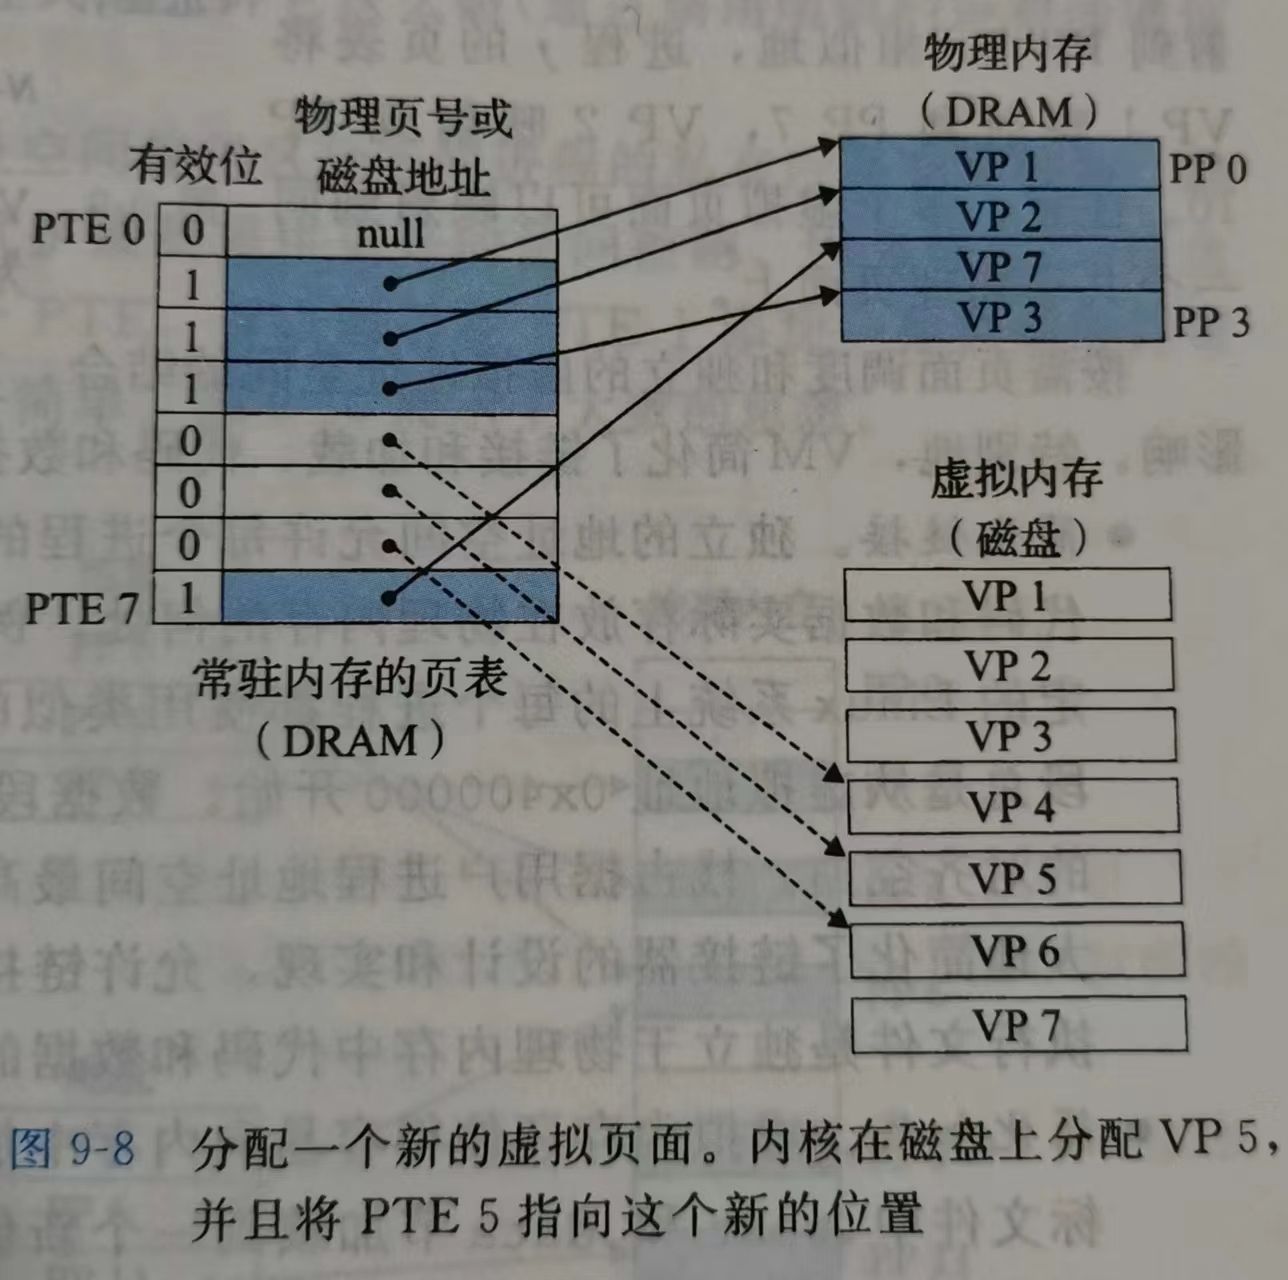 物理内存
（DRAM）
物理页号或
有效位 磁盘地址
PTE 0 0 null
1
1
1
0
0
0
PTE 7 1
常驻内存的页表
（DRAM）
VP 1 PP 0
VP 2
VP 7
VP 3 PP 3
虚拟内存
（磁盘）
VP 1
VP 2
VP 3
VP 4
VP 5
VP 6
VP 7
图 9-8 分配一个新的虚拟页面。内核在磁盘上分配 VP 5，
并且将 PTE 5 指向这个新的位置